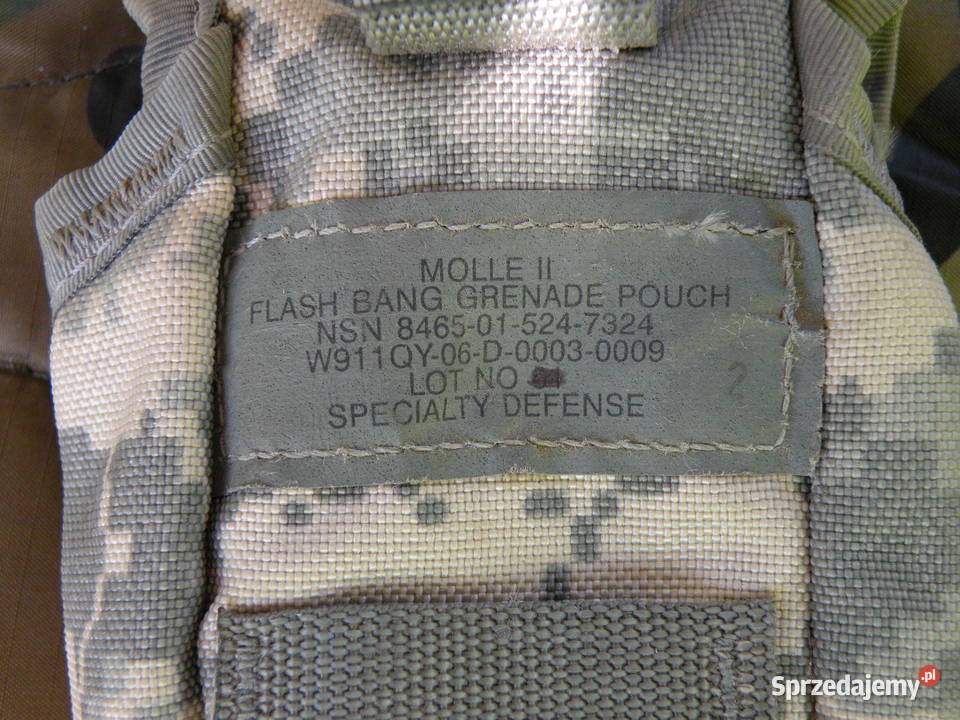 MOLLE II
FLASH BANG GRENADE POUCH
NSN 8465-01-524-7324
W911QY-06-D-0003-0009
LOT NO
2
SPECIALTY DEFENSE
Sprzedajemy.pl